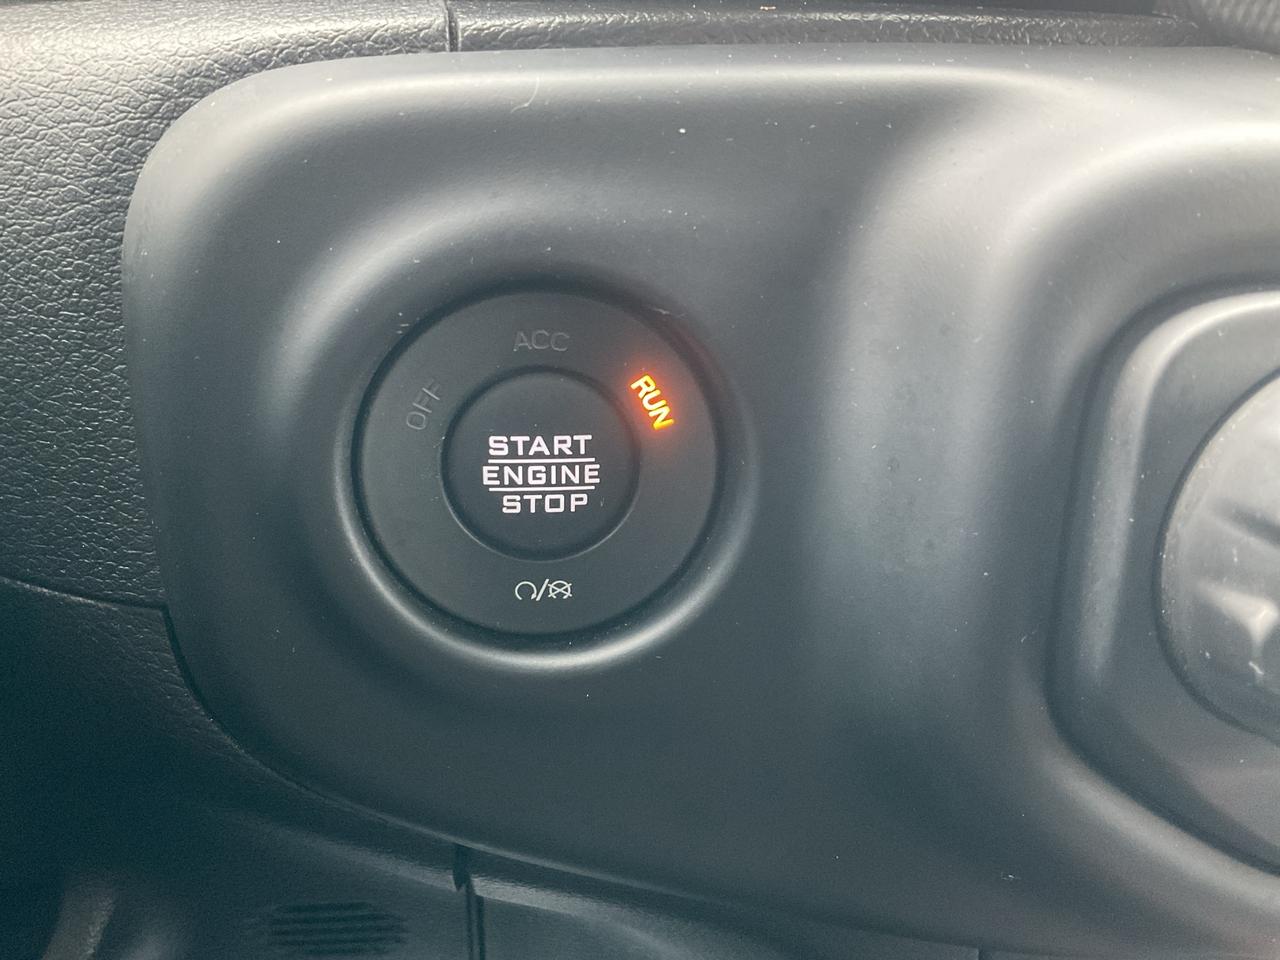 ACC
OFF
RUN
START
ENGINE
STOP